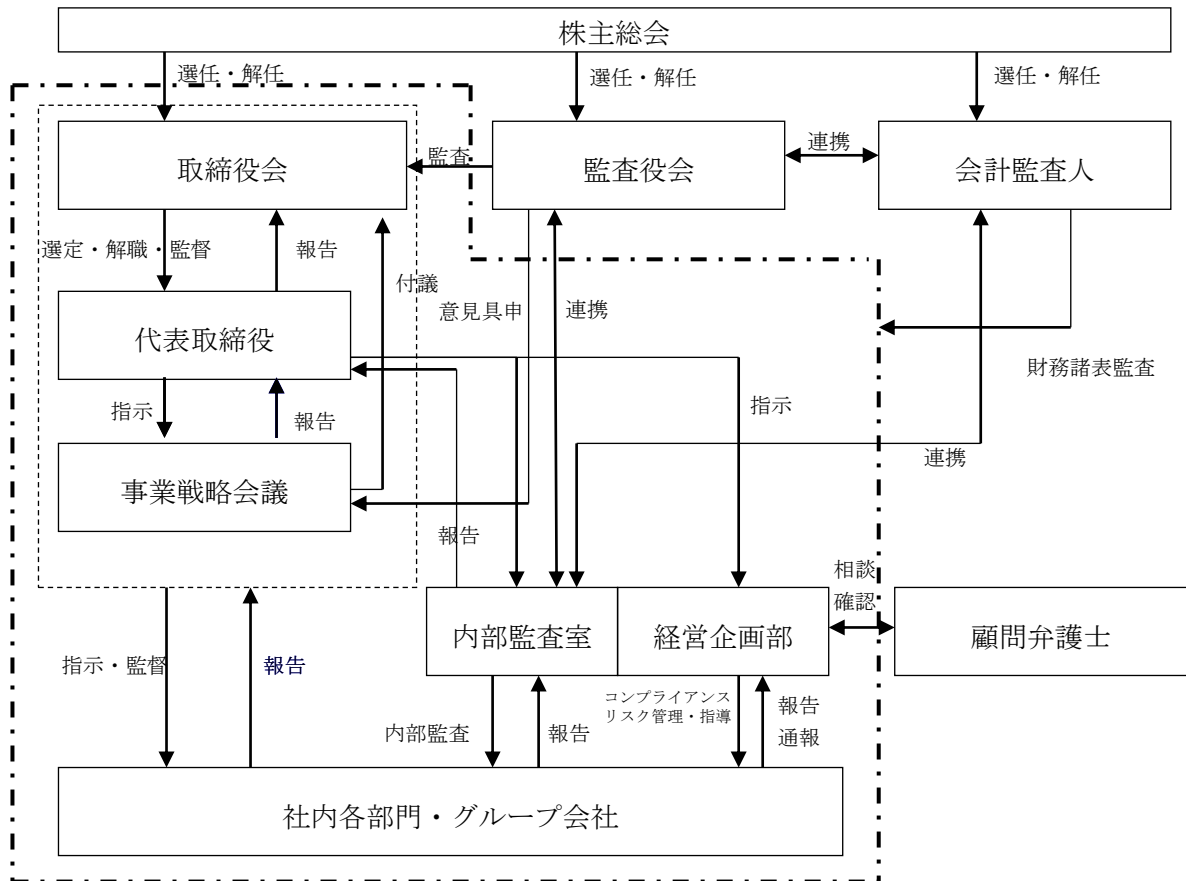 株主総会
選任・解任
選任・解任
選任・解任
取締役会
監査
監査役会
連携
会計監査人
選定・解職・監督
報告
付議
意見具申
連携
代表取締役
財務諸表監査
指示
報告
指示
連携
事業戦略会議
報告
相談
確認
内部監査室
経営企画部
顧問弁護士
指示・監督
報告
内部監査
報告
コンプライアンス
リスク管理・指導
報告
通報
社内各部門・グループ会社